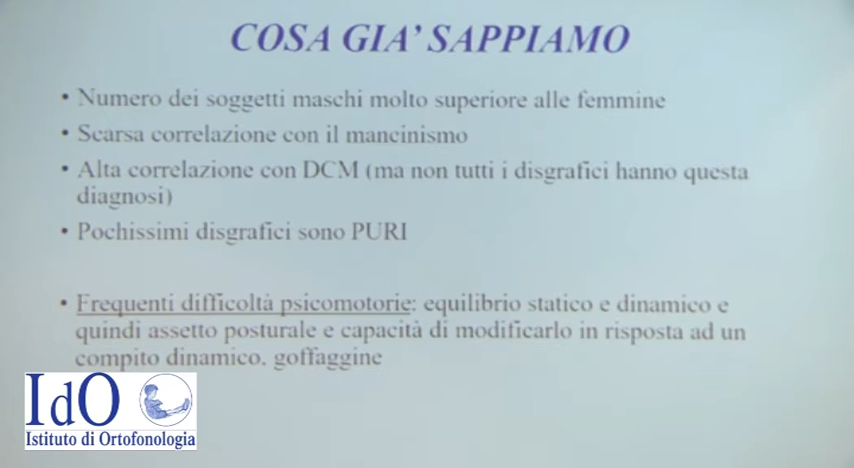 COSA GIA' SAPPIAMO
• Numero dei soggetti maschi molto superiore alle femmine
• Scarsa correlazione con il mancinismo
• Alta correlazione con DCM (ma non tutti i disgrafici hanno questa
diagnosi)
• Pochissimi disgrafici sono PURI
• Frequenti difficoltà psicomotorie: equilibrio statico e dinamico e
quindi assetto posturale e capacità di modificarlo in risposta ad un
compito dinamico. goffaggine
IdO
Istituto di Ortofonologia